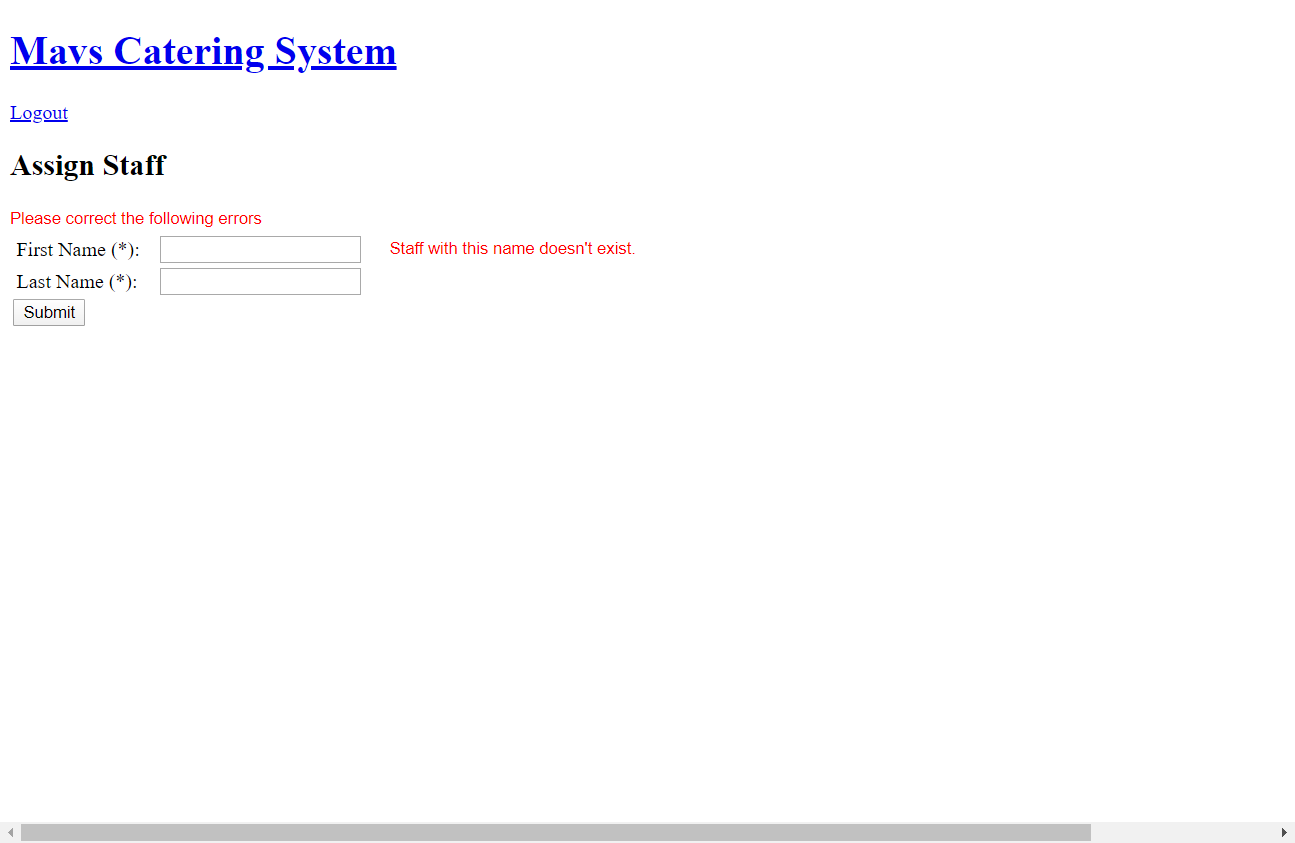 Mavs Catering System
Logout
Assign Staff
Please correct the following errors
First Name (*): Staff with this name doesn't exist.
Last Name (*):
Submit